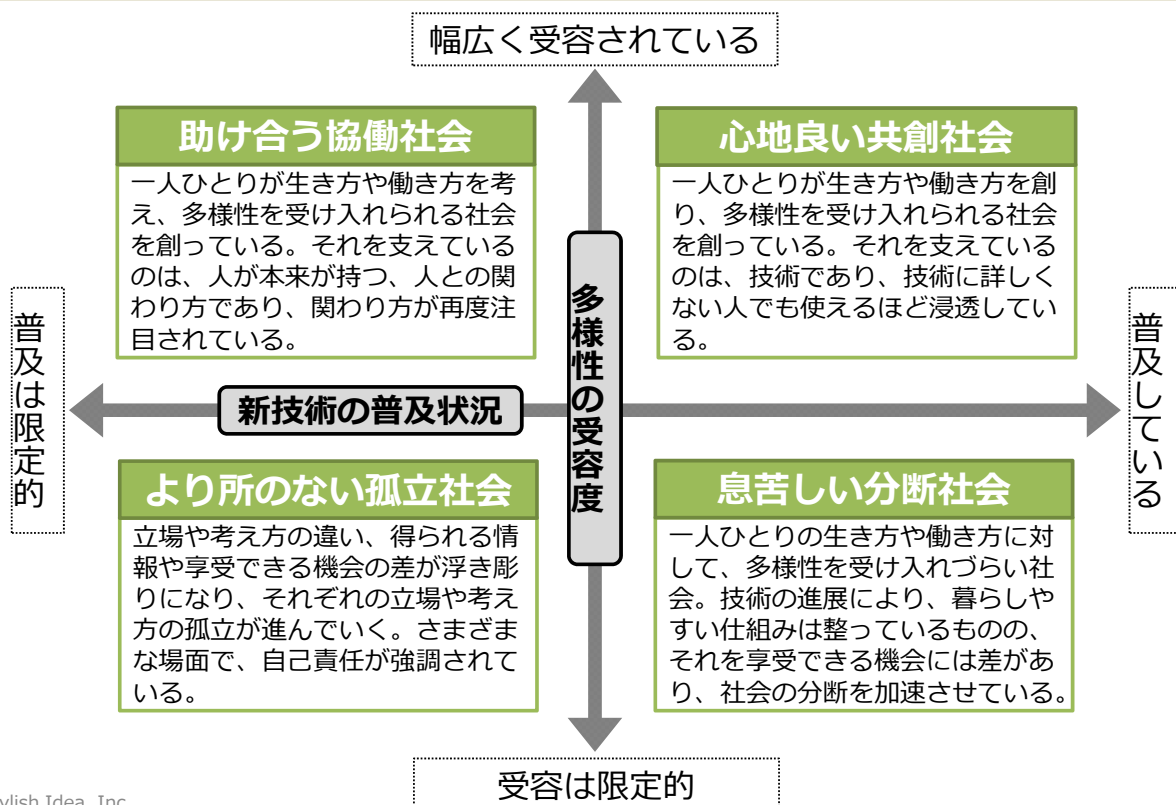 幅広く受容されている
助け合う協働社会
一人ひとりが生き方や働き方を考
え、多様性を受け入れられる社会
を創っている。それを支えている
のは、人が本来が持つ、人との関
わり方であり、関わり方が再度注
目されている。
心地良い共創社会
一人ひとりが生き方や働き方を創
り、多様性を受け入れられる社会
を創っている。それを支えている
のは、技術であり、技術に詳しく
ない人でも使えるほど浸透してい
る。
普及は限定的
新技術の普及状況
多様性の受容度
普及している
より所のない孤立社会
立場や考え方の違い、得られる情
報や享受できる機会の差が浮き彫
りになり、それぞれの立場や考え
方の孤立が進んでいく。さまざま
な場面で、自己責任が強調されて
いる。
息苦しい分断社会
一人ひとりの生き方や働き方に対
して、多様性を受け入れづらい社
会。技術の進展により、暮らしや
すい仕組みは整っているものの、
それを享受できる機会には差があ
り、社会の分断を加速させている。
受容は限定的
ylish Idea, Inc